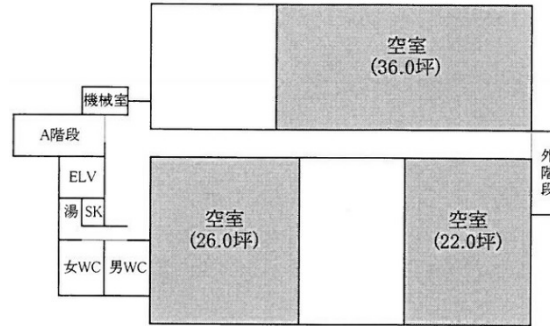 空室
(36.0坪)
機械室
A階段
外階段
ELV
湯
SK
空室
(26.0坪)
空室
(22.0坪)
女WC
男WC